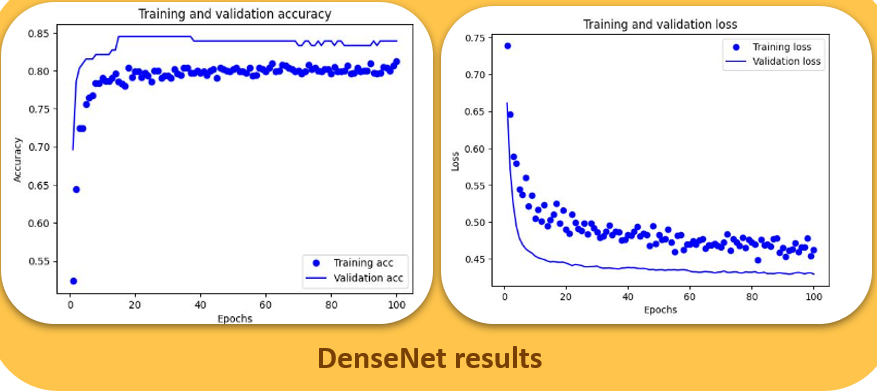 Training and validation accuracy
0.85
0.80
0.75
0.70
0.65
0.60
0.55
Accuracy
Training acc
Validation acc
0 20 40 60 80 100
Epochs
Training and validation loss
0.75
0.70
0.65
0.60
0.55
0.50
0.45
Loss
Training loss
Validation loss
0 20 40 60 80 100
Epochs
DenseNet results